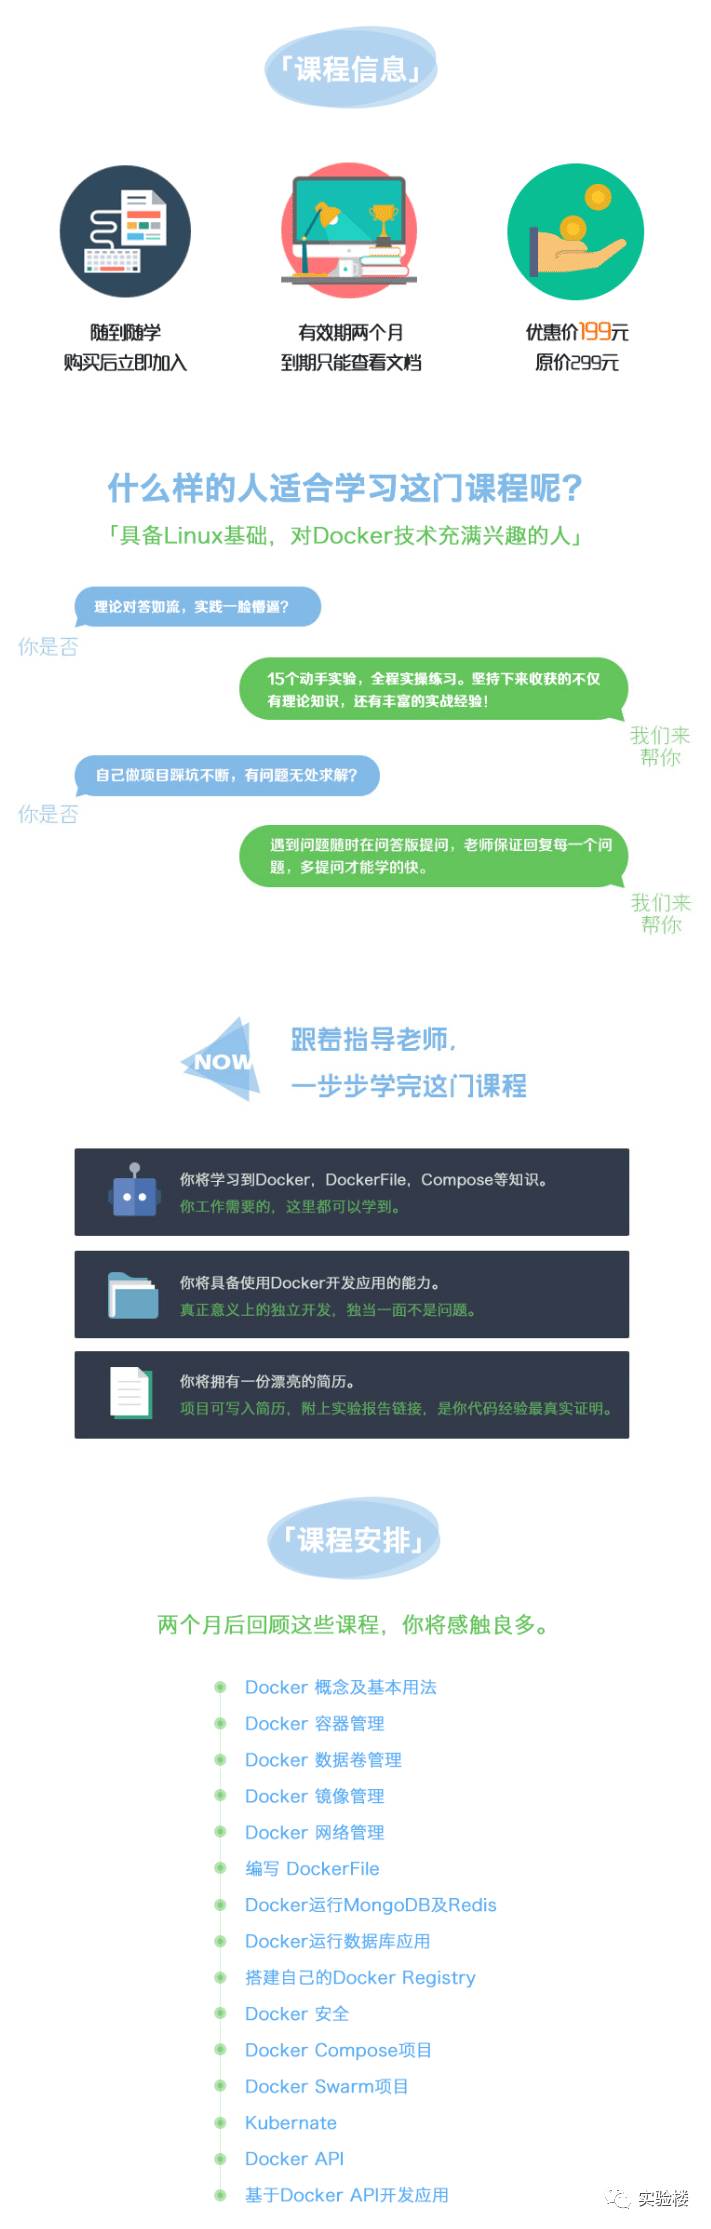 「课程信息」
随到随学
购买后立即加入
有效期两个月
到期只能查看文档
优惠价199元
原价299元
什么样的人适合学习这门课程呢？
「具备Linux基础，对Docker技术充满兴趣的人」
理论对答如流，实践一脸懵逼？
你是否
15个动手实验，全程实操练习。坚持下来收获的不仅
有理论知识，还有丰富的实战经验！
我们来
帮你
自己做项目踩坑不断，有问题无处求解？
你是否
遇到问题随时在问答版提问，老师保证回复每一个问
题，多提问才能学的快。
我们来
帮你
NOW
跟着指导老师，
一步步学完这门课程
你将学习到Docker，DockerFile，Compose等知识。
你工作需要的，这里都可以学到。
你将具备使用Docker开发应用的能力。
真正意义上的独立开发，独当一面不是问题。
你将拥有一份漂亮的简历。
项目可写入简历，附上实验报告链接，是你代码经验最真实证明。
「课程安排」
两个月后回顾这些课程，你将感触良多。
Docker 概念及基本用法
Docker 容器管理
Docker 数据卷管理
Docker 镜像管理
Docker 网络管理
编写 DockerFile
Docker运行MongoDB及Redis
Docker运行数据库应用
搭建自己的Docker Registry
Docker 安全
Docker Compose项目
Docker Swarm项目
Kubernate
Docker API
基于Docker API开发应用
实验楼